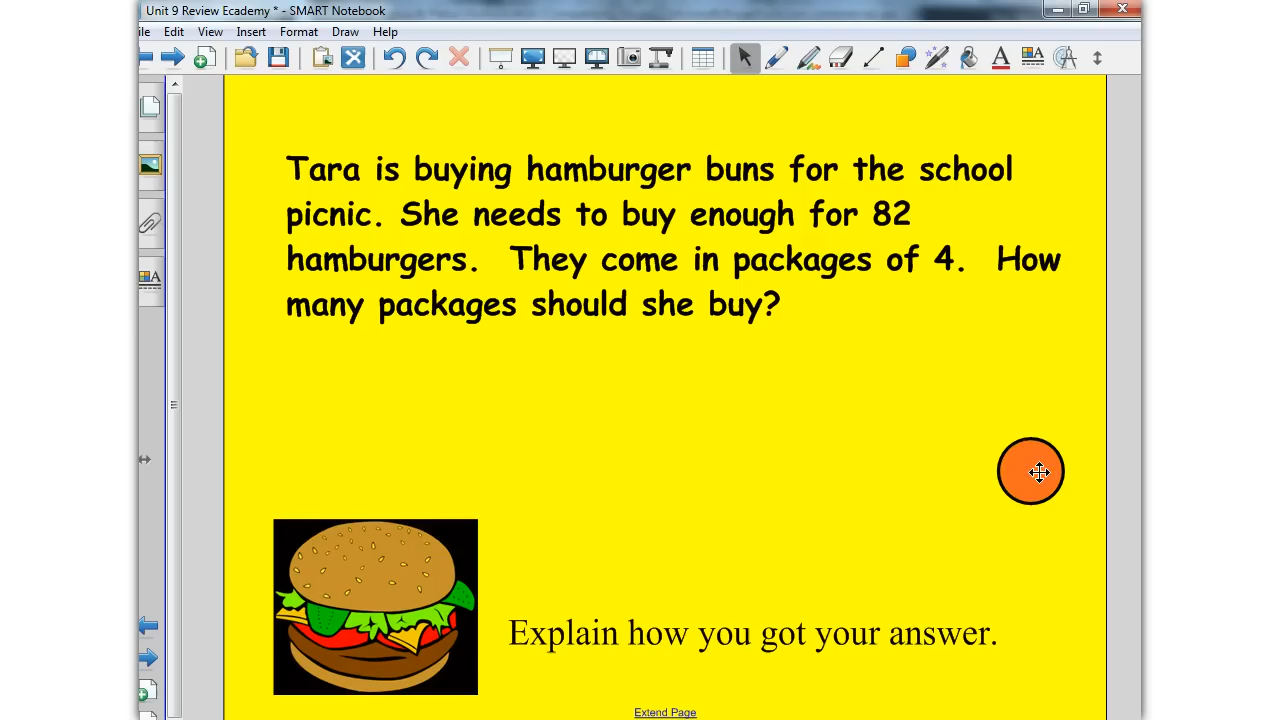 Unit 9 Review Ecademy * - SMART Notebook
ile Edit View Insert Format Draw Help
Tara is buying hamburger buns for the school
picnic. She needs to buy enough for 82
hamburgers. They come in packages of 4. How
many packages should she buy?
Explain how you got your answer.
Extend Page